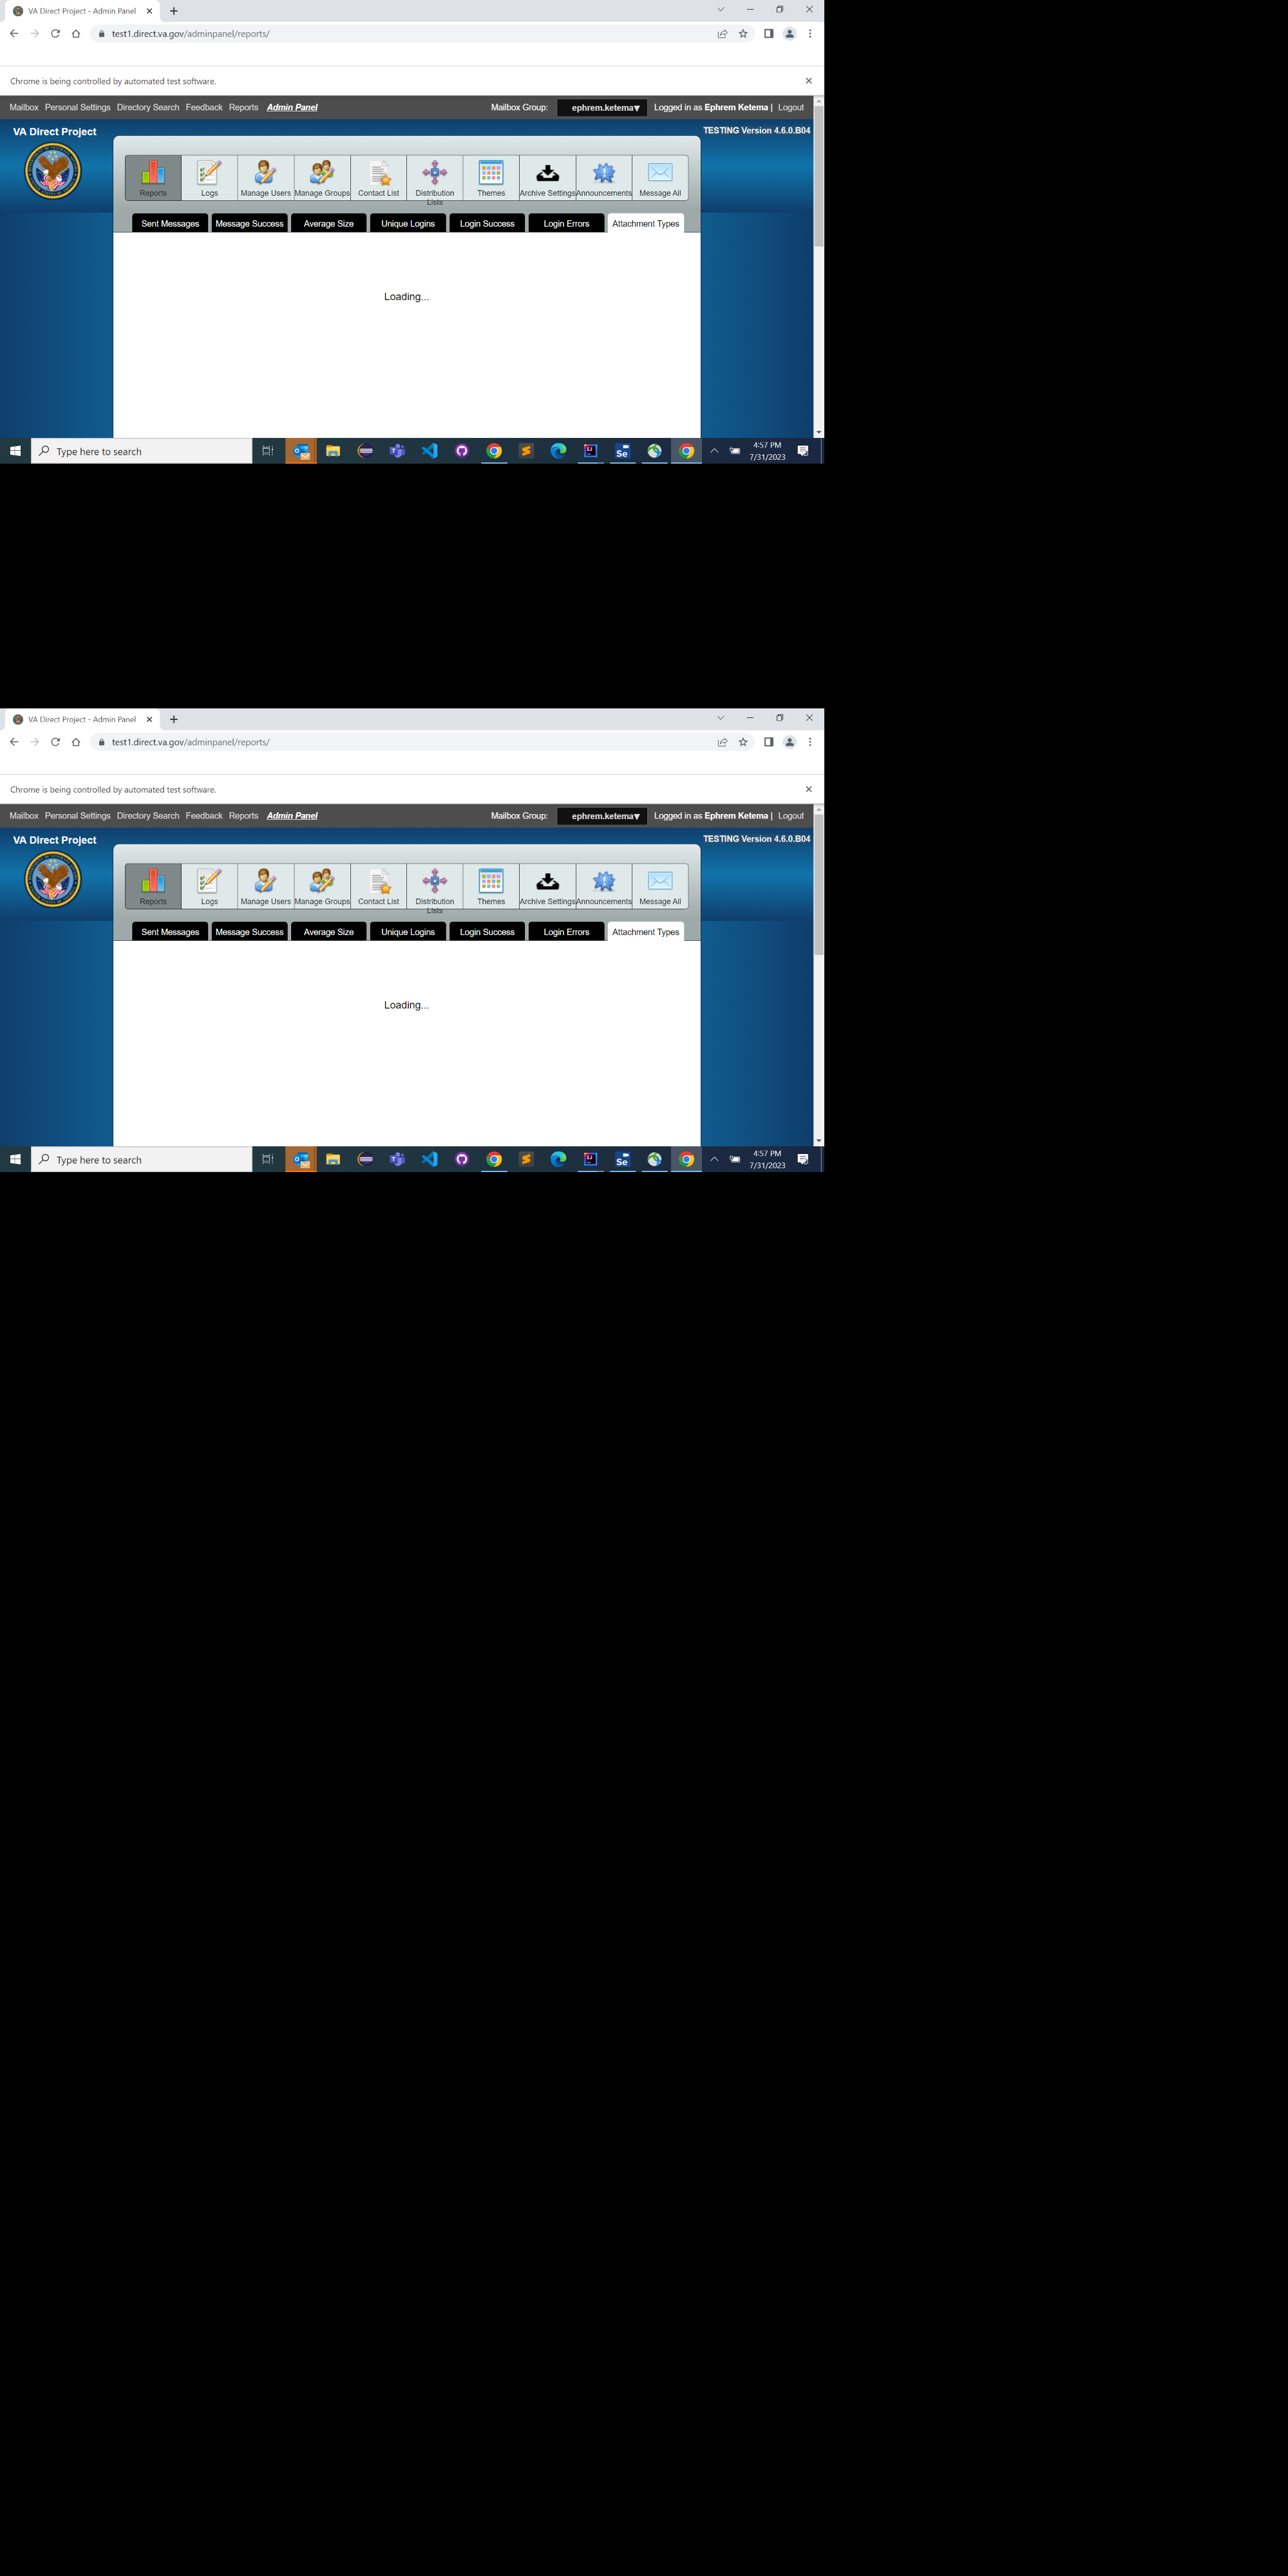 VA Direct Project - Admin Panel
test1.direct.va.gov/adminpanel/reports/
Chrome is being controlled by automated test software.
Mailbox Personal Settings Directory Search Feedback Reports Admin Panel Mailbox Group: ephrem.ketema▼ Logged in as Ephrem Ketema | Logout
VA Direct Project TESTING Version 4.6.0.B04
Reports Logs Manage Users Manage Groups Contact List Distribution Lists Themes Archive Settings Announcements Message All
Sent Messages Message Success Average Size Unique Logins Login Success Login Errors Attachment Types
Loading...
Type here to search
Se
4:57 PM
7/31/2023
VA Direct Project - Admin Panel
test1.direct.va.gov/adminpanel/reports/
Chrome is being controlled by automated test software.
Mailbox Personal Settings Directory Search Feedback Reports Admin Panel Mailbox Group: ephrem.ketema▼ Logged in as Ephrem Ketema | Logout
VA Direct Project TESTING Version 4.6.0.B04
Reports Logs Manage Users Manage Groups Contact List Distribution Lists Themes Archive Settings Announcements Message All
Sent Messages Message Success Average Size Unique Logins Login Success Login Errors Attachment Types
Loading...
Type here to search
Se
4:57 PM
7/31/2023